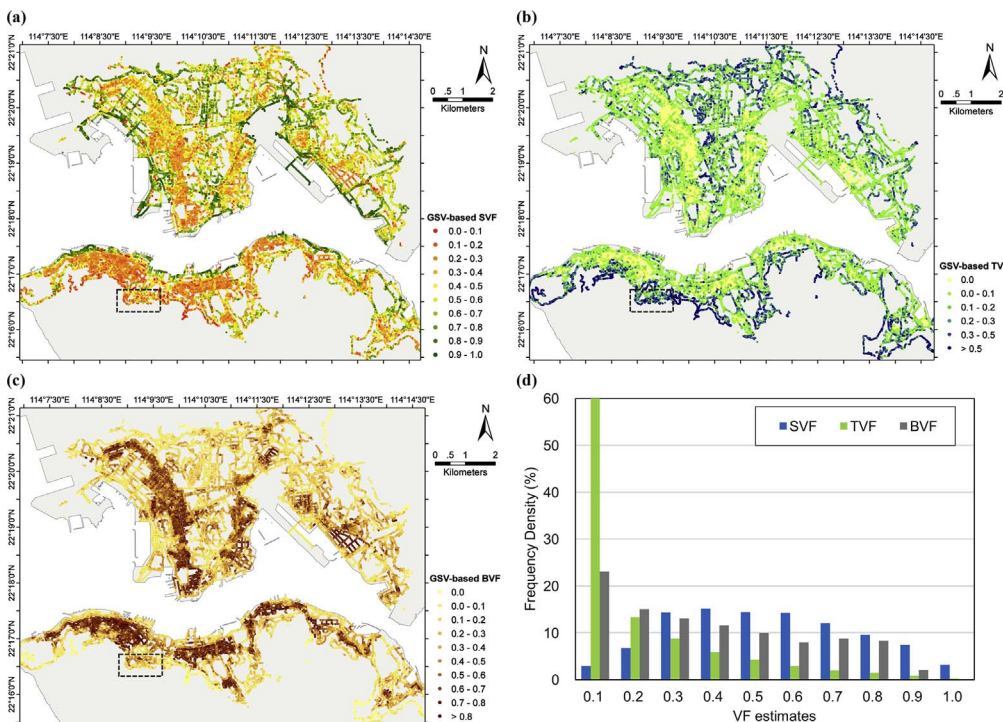 (a)
114°7'30"E 114°8'30"E 114°9'30"E 114°10'30"E 114°11'30"E 114°12'30"E 114°13'30"E 114°14'30"E
22°21'0"N
22°20'0"N
22°19'0"N
22°18'0"N
22°17'0"N
22°16'0"N
N
0 .5 1 2
Kilometers
GSV-based SVF
0.0 - 0.1
0.1 - 0.2
0.2 - 0.3
0.3 - 0.4
0.4 - 0.5
0.5 - 0.6
0.6 - 0.7
0.7 - 0.8
0.8 - 0.9
0.9 - 1.0
(b)
114°7'30"E 114°8'30"E 114°9'30"E 114°10'30"E 114°11'30"E 114°12'30"E 114°13'30"E 114°14'30"E
22°21'0"N
22°20'0"N
22°19'0"N
22°18'0"N
22°17'0"N
22°16'0"N
N
0 .5 1 2
Kilometers
GSV-based TV
0.0
0.0 - 0.1
0.1 - 0.2
0.2 - 0.3
0.3 - 0.5
> 0.5
(c)
114°7'30"E 114°8'30"E 114°9'30"E 114°10'30"E 114°11'30"E 114°12'30"E 114°13'30"E 114°14'30"E
22°21'0"N
22°20'0"N
22°19'0"N
22°18'0"N
22°17'0"N
22°16'0"N
N
0 .5 1 2
Kilometers
GSV-based BVF
0.0
0.0 - 0.1
0.1 - 0.2
0.2 - 0.3
0.3 - 0.4
0.4 - 0.5
0.5 - 0.6
0.6 - 0.7
0.7 - 0.8
> 0.8
(d)
SVF TVF BVF
Frequency Density (%)
60
50
40
30
20
10
0
0.1 0.2 0.3 0.4 0.5 0.6 0.7 0.8 0.9 1.0
VF estimates